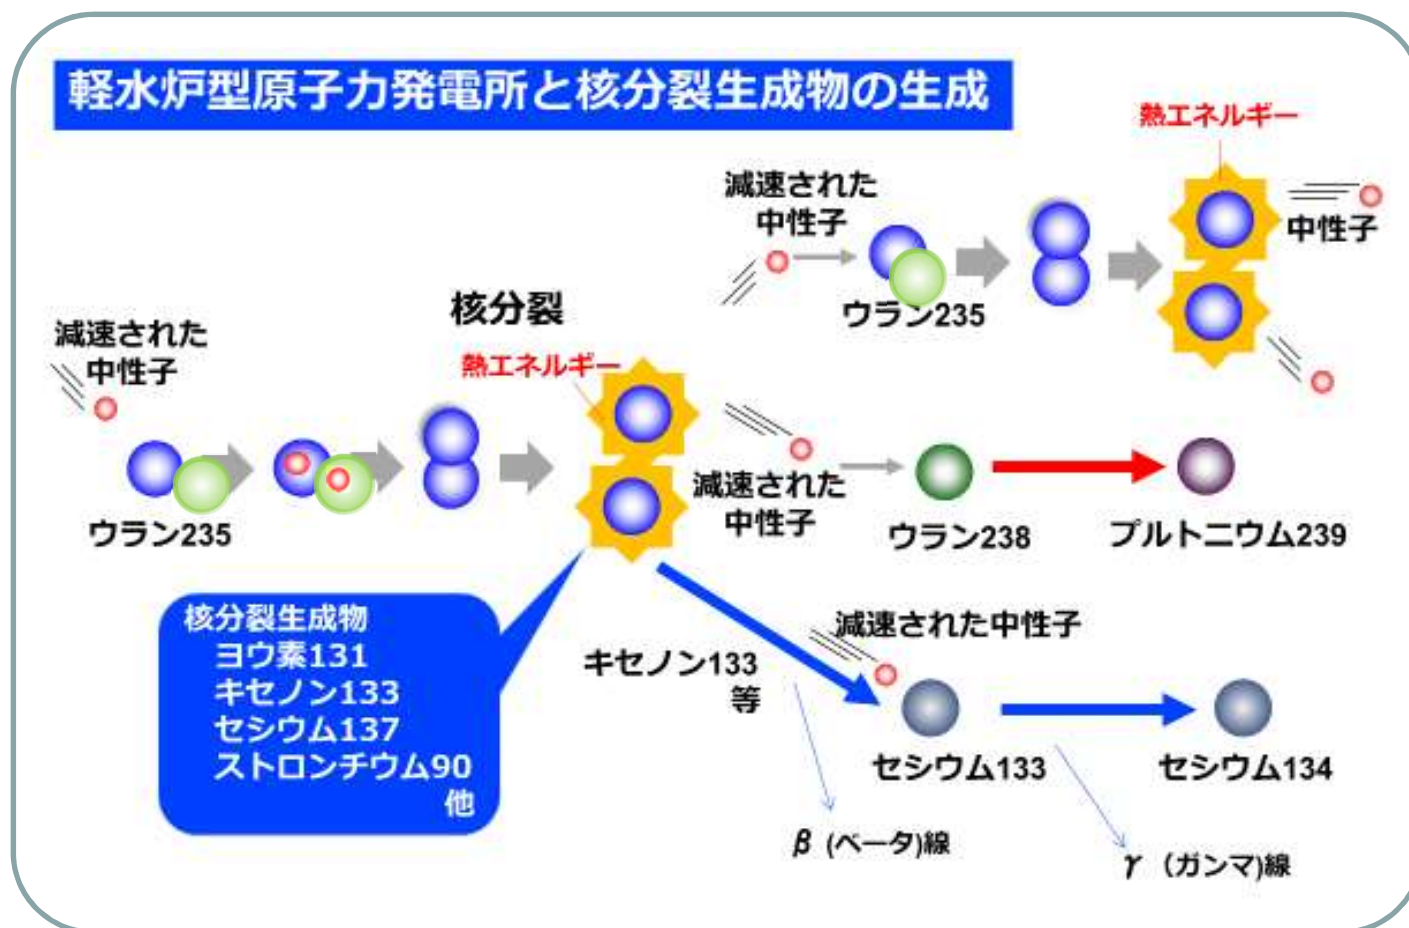 軽水炉型原子力発電所と核分裂生成物の生成
熱エネルギー
減速された
中性子
中性子
ウラン235
核分裂
減速された
中性子
熱エネルギー
ウラン235
減速された
中性子
ウラン238
プルトニウム239
核分裂生成物
ヨウ素131
キセノン133
セシウム137
ストロンチウム90
他
キセノン133
等
減速された中性子
セシウム133
セシウム134
β (ベータ)線
γ (ガンマ)線